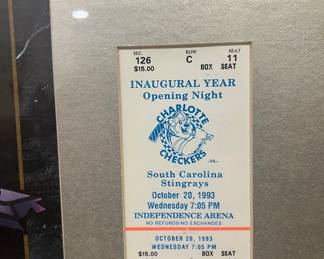 SEC. ROW SEAT
126 C 11
$15.00 BOX SEAT
INAUGURAL YEAR
Opening Night
CHARLOTTE
CHECKERS
-vs.-
South Carolina
Stingrays
October 20, 1993
Wednesday 7:05 PM
INDEPENDENCE ARENA
NO REFUNDS/NO EXCHANGES
OCTOBER 20, 1993
WEDNESDAY 7:05 PM
$15.00 BOX SEAT